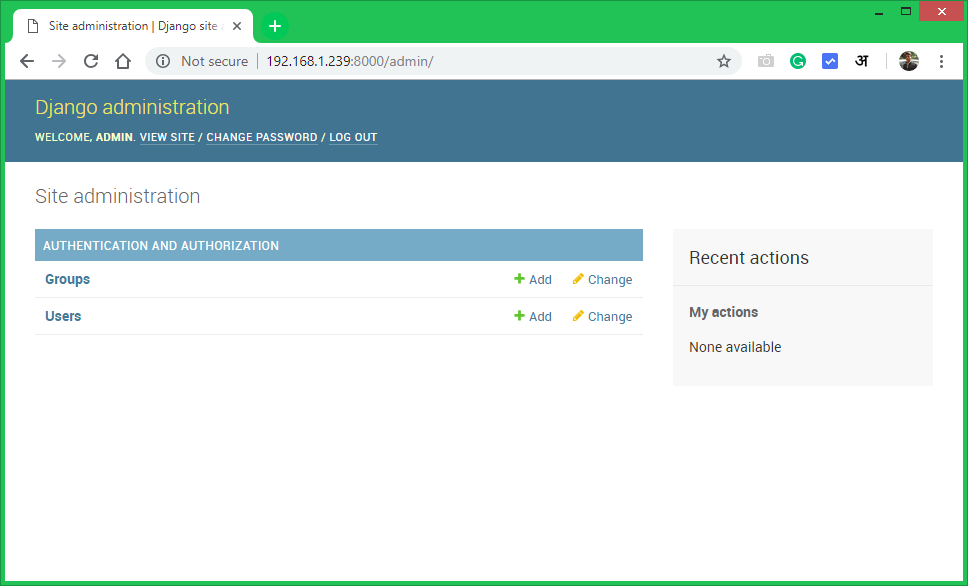 Site administration | Django site
Not secure | 192.168.1.239:8000/admin/
अ
Django administration
WELCOME, ADMIN. VIEW SITE / CHANGE PASSWORD / LOG OUT
Site administration
AUTHENTICATION AND AUTHORIZATION
Groups Add Change
Users Add Change
Recent actions
My actions
None available